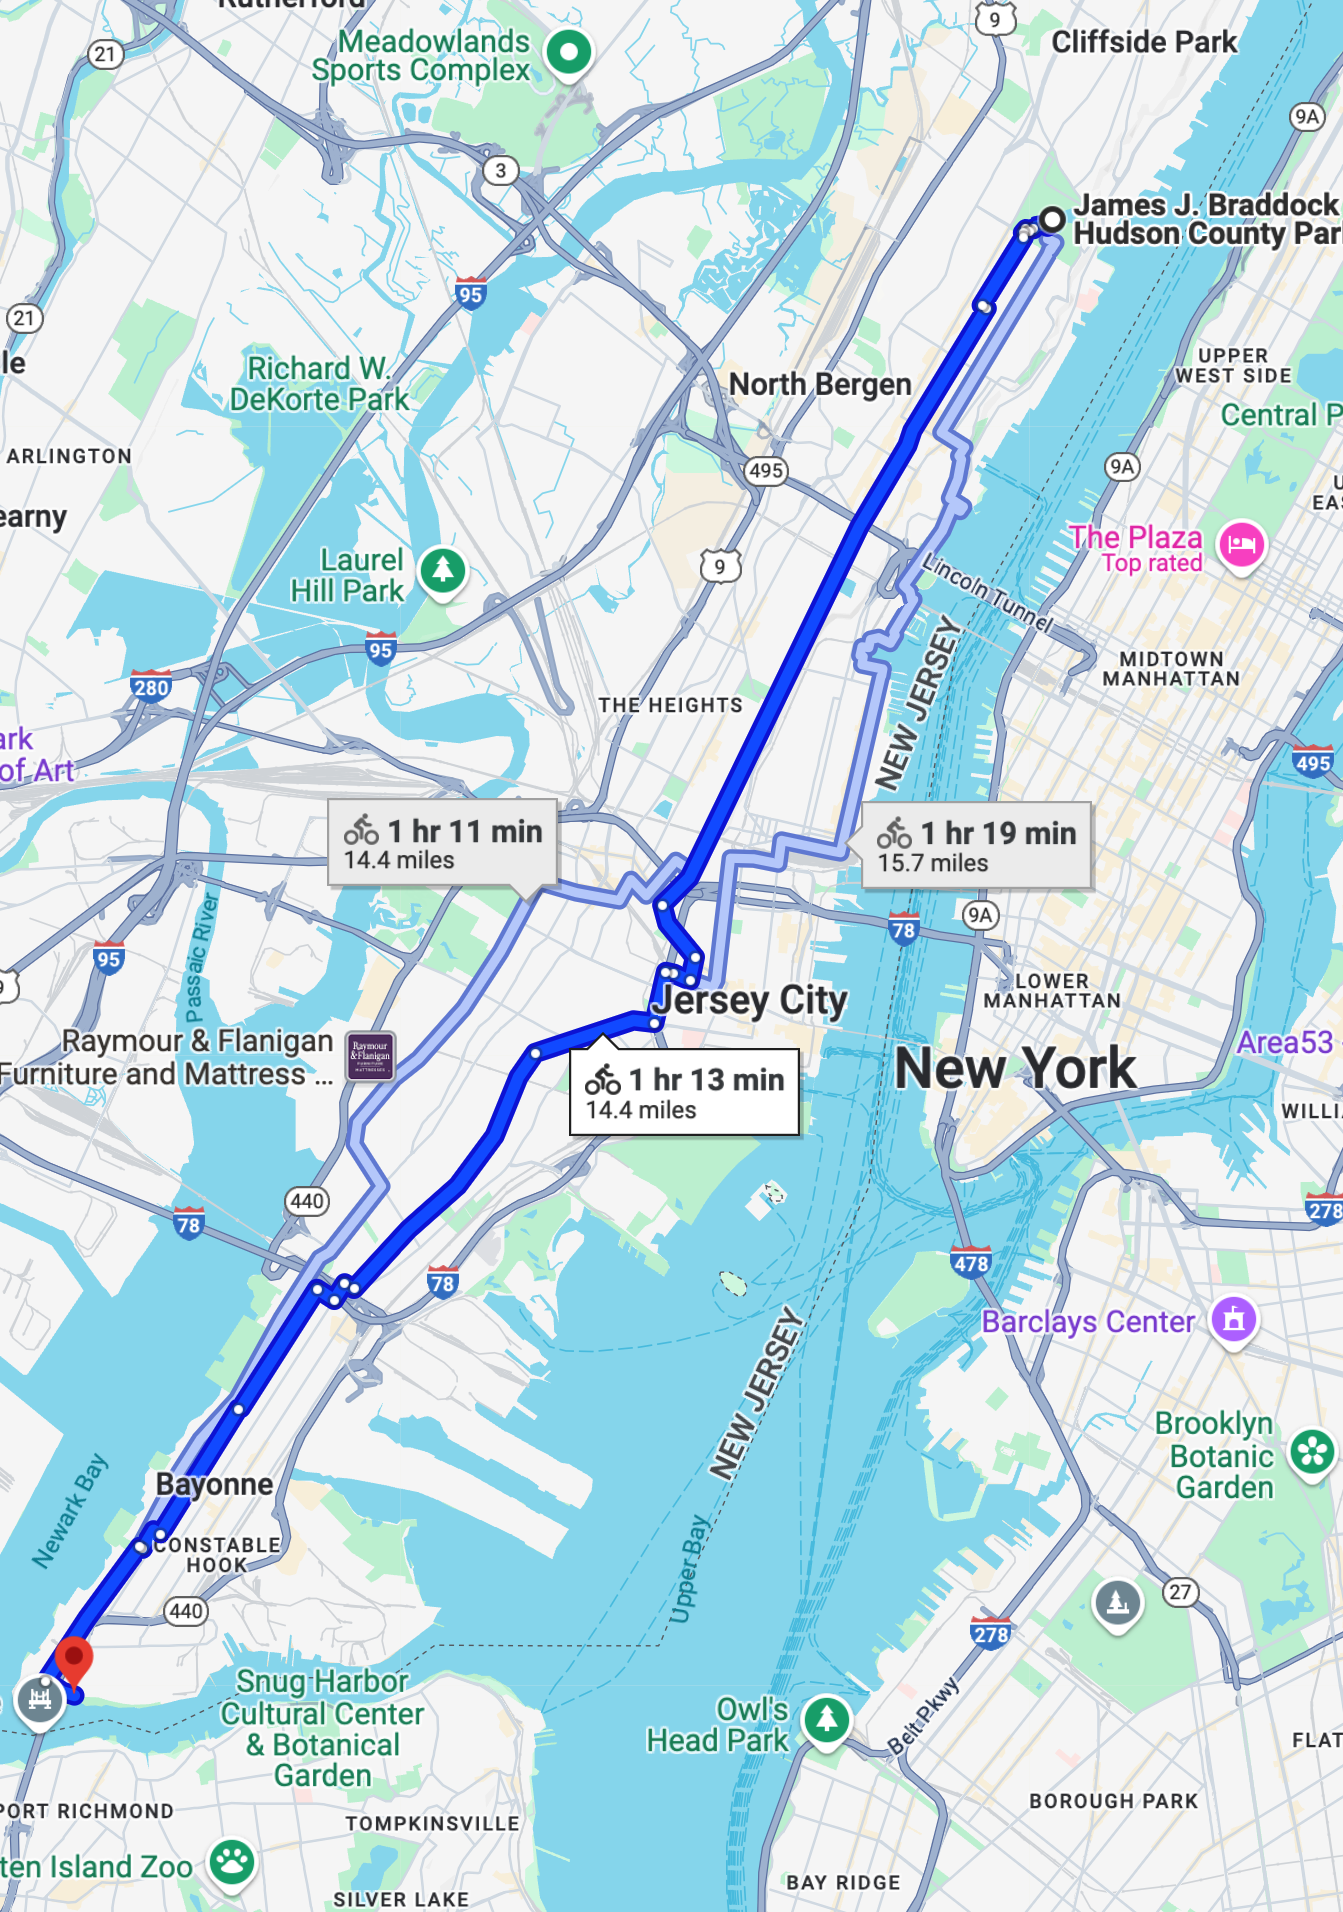 Rutherford
21
Meadowlands
Sports Complex
9
Cliffside Park
9A
3
James J. Braddock
Hudson County Par
95
21
le
Richard W.
DeKorte Park
North Bergen
UPPER
WEST SIDE
Central P
ARLINGTON
495
9A
U
EAS
earny
The Plaza
Top rated
Laurel
Hill Park
9
Lincoln Tunnel
95
280
MIDTOWN
MANHATTAN
THE HEIGHTS
NEW JERSEY
ark
of Art
495
1 hr 11 min
14.4 miles
1 hr 19 min
15.7 miles
78
9A
Passaic River
95
9
LOWER
MANHATTAN
Jersey City
Raymour & Flanigan
Furniture and Mattress ...
Raymour
&Flanigan
Area53
New York
1 hr 13 min
14.4 miles
WILLI
440
78
278
478
78
Barclays Center
NEW JERSEY
Brooklyn
Botanic
Garden
Newark Bay
Bayonne
CONSTABLE
HOOK
Upper Bay
440
27
278
Snug Harbor
Cultural Center
& Botanical
Garden
Owl's
Head Park
Belt Pkwy
FLAT
PORT RICHMOND
TOMPKINSVILLE
BOROUGH PARK
ten Island Zoo
SILVER LAKE
BAY RIDGE